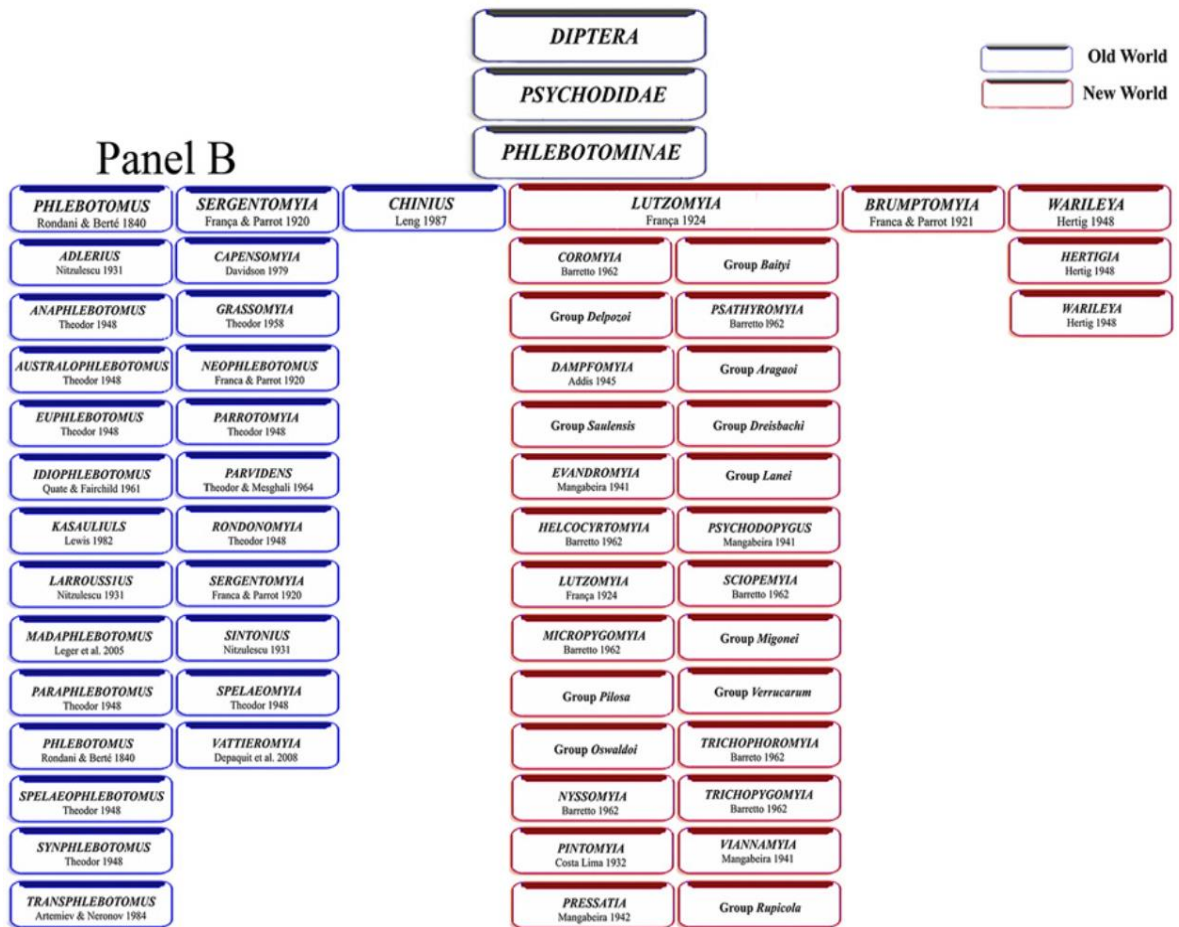 DIPTERA
PSYCHODIDAE
PHLEBOTOMINAE
Old World
New World
Panel B
PHLEBOTOMUS
Rondani & Berté 1840
SERGENTOMYIA
França & Parrot 1920
CHINIUS
Leng 1987
LUTZOMYIA
França 1924
BRUMPTOMYIA
Franca & Parrot 1921
WARILEYA
Hertig 1948
ADLERIUS
Nitzulescu 1931
ANAPHLEBOTOMUS
Theodor 1948
AUSTRALOPHLEBOTOMUS
Theodor 1948
EUPHLEBOTOMUS
Theodor 1948
IDIOPHLEBOTOMUS
Quate & Fairchild 1961
KASAULIULS
Lewis 1982
LARROUSSIUS
Nitzulescu 1931
MADAPHLEBOTOMUS
Leger et al. 2005
PARAPHLEBOTOMUS
Theodor 1948
PHLEBOTOMUS
Rondani & Berté 1840
SPELAEOPHLEBOTOMUS
Theodor 1948
SYNPHLEBOTOMUS
Theodor 1948
TRANSPHLEBOTOMUS
Artemiev & Neronov 1984
CAPENSOMYIA
Davidson 1979
GRASSOMYIA
Theodor 1958
NEOPHLEBOTOMUS
Franca & Parrot 1920
PARROTOMYIA
Theodor 1948
PARVIDENS
Theodor & Mesghali 1964
RONDONOMYIA
Theodor 1948
SERGENTOMYIA
Franca & Parrot 1920
SINTONIUS
Nitzulescu 1931
SPELAEOMYIA
Theodor 1948
VATTIEROMYIA
Depaquit et al. 2008
COROMYIA
Barretto 1962
Group Delpozoi
DAMPFOMYIA
Addis 1945
Group Saulensis
EVANDROMYIA
Mangabeira 1941
HELCOCYRTOMYIA
Barretto 1962
LUTZOMYIA
França 1924
MICROPYGOMYIA
Barretto 1962
Group Pilosa
Group Oswaldoi
NYSSOMYIA
Barretto 1962
PINTOMYIA
Costa Lima 1932
PRESSATIA
Mangabeira 1942
Group Baityi
PSATHYROMYIA
Barretto 1962
Group Aragaoi
Group Dreisbachi
Group Lanei
PSYCHODOPYGUS
Mangabeira 1941
SCIOPEMYIA
Barretto 1962
Group Migonei
Group Verrucarum
TRICHOPHOROMYIA
Barreto 1962
TRICHOPYGOMYIA
Barretto 1962
VIANNAMYIA
Mangabeira 1941
Group Rupicola
HERTIGIA
Hertig 1948
WARILEYA
Hertig 1948